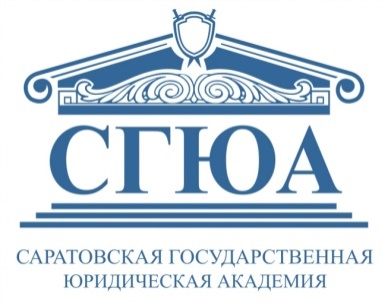 СГЮА
САРАТОВСКАЯ ГОСУДАРСТВЕННАЯ
ЮРИДИЧЕСКАЯ АКАДЕМИЯ